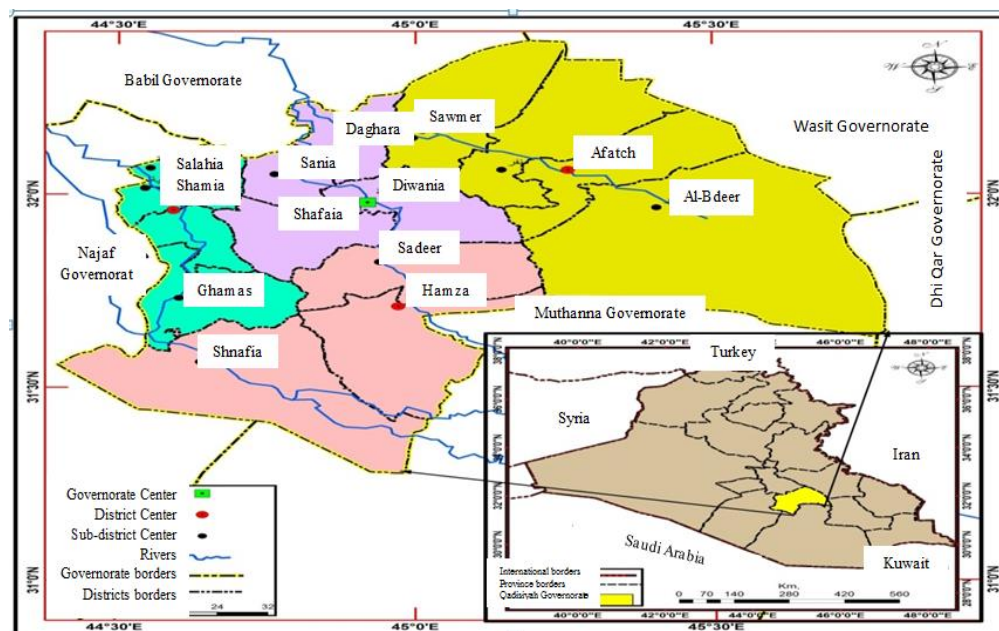 44°30'E 45°0'E 45°30'E
N
Babil Governorate
Daghara
Sawmer
Wasit Governorate
Salahia
Shamia
Sania
Afatch
Diwania
Al-Bdeer
32°0'N
32°0'N
Shafaia
Sadeer
Najaf
Governorat
Dhi Qar Governorate
Ghamas
Hamza
Muthanna Governorate
Shnafia
31°30'N
31°30'N
40°0'0"E 42°0'0"E 44°0'0"E 46°0'0"E 48°0'0"E
Turkey
Syria
Iran
Saudi Arabia
Kuwait
Governorate Center
District Center
Sub-district Center
Rivers
Governorate borders
Districts borders
24 32
International borders
Province borders
Qadisiyah Governorate
Km.
0 70 140 280 420 560
31°0'N
31°0'N
40°0'0"E 42°0'0"E 44°0'0"E 46°0'0"E 48°0'0"E
44°30'E 45°0'E 45°30'E